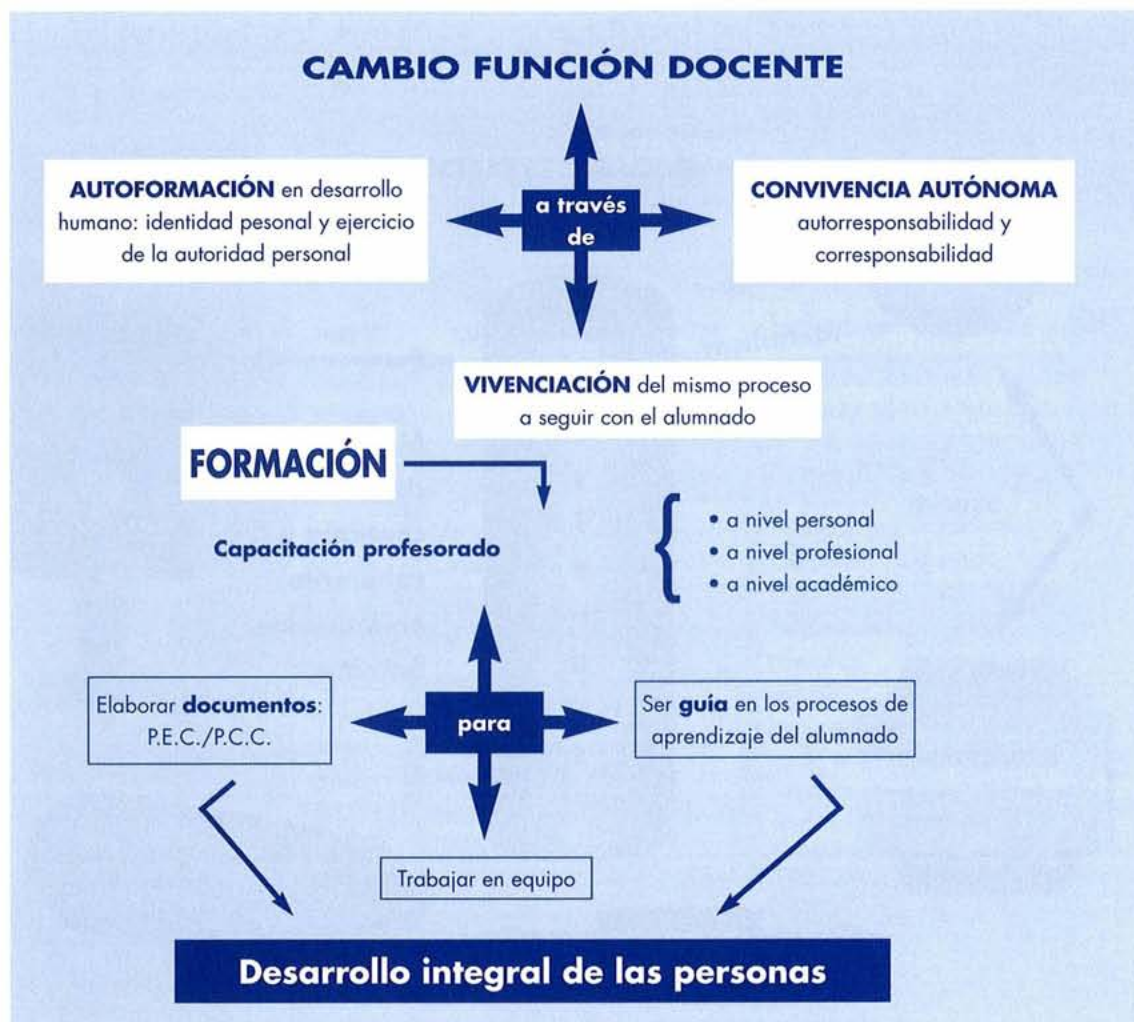 CAMBIO FUNCIÓN DOCENTE
AUTOFORMACIÓN en desarrollo
humano: identidad pesonal y ejercicio
de la autoridad personal
a través
de
CONVIVENCIA AUTÓNOMA
autorresponsabilidad y
corresponsabilidad
VIVENCIACIÓN del mismo proceso
a seguir con el alumnado
FORMACIÓN
Capacitación profesorado
• a nivel personal
• a nivel profesional
• a nivel académico
Elaborar documentos:
P.E.C./P.C.C.
para
Ser guía en los procesos de
aprendizaje del alumnado
Trabajar en equipo
Desarrollo integral de las personas